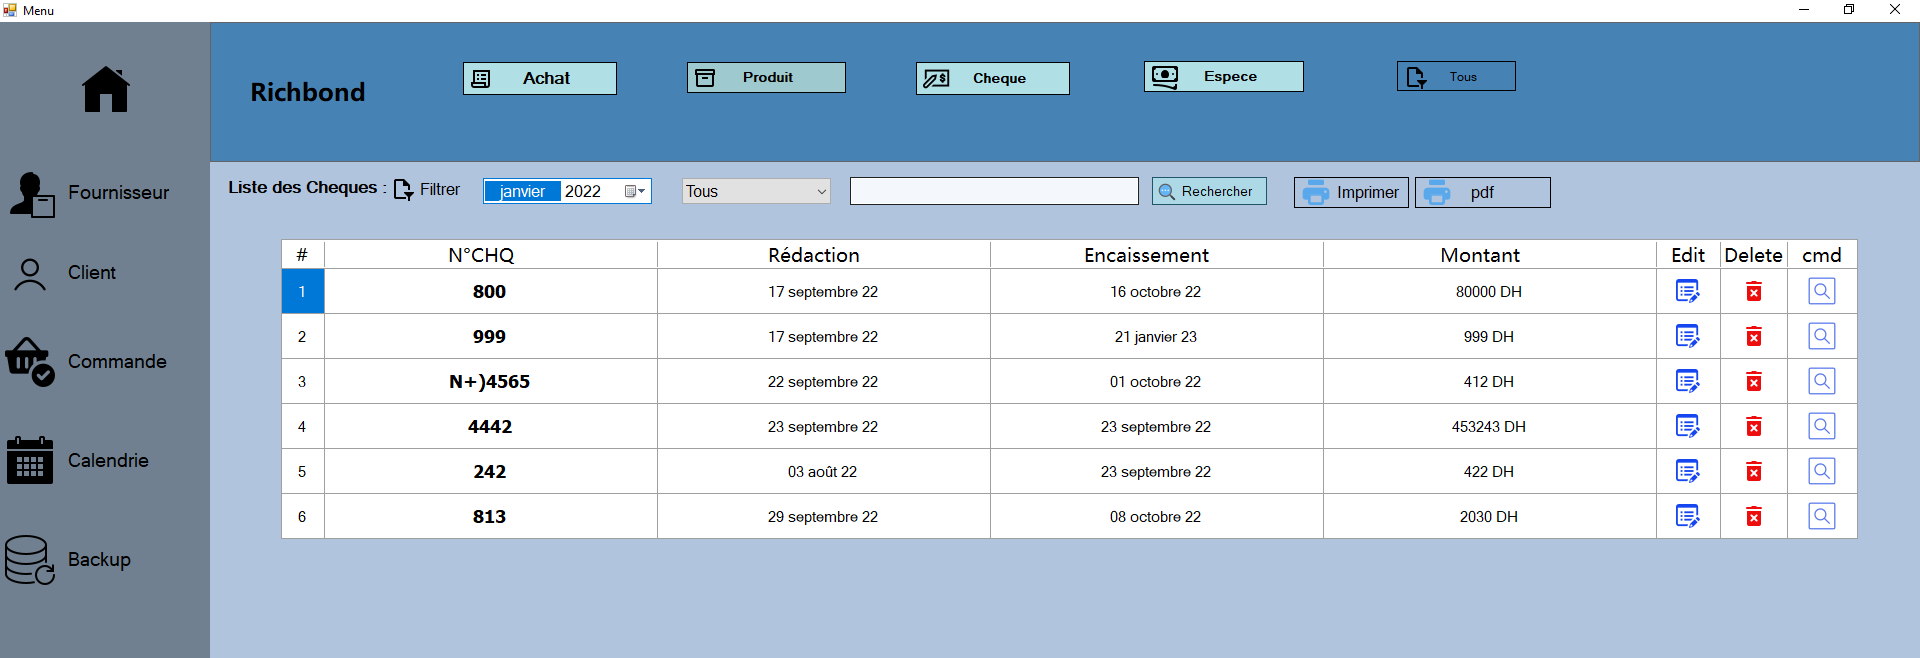 Menu
Richbond
Achat
Produit
Cheque
Espece
Tous
Fournisseur
Client
Commande
Calendrie
Backup
Liste des Cheques : Filtrer janvier 2022 Tous Rechercher Imprimer pdf
# N°CHQ Rédaction Encaissement Montant Edit Delete cmd
1 800 17 septembre 22 16 octobre 22 80000 DH
2 999 17 septembre 22 21 janvier 23 999 DH
3 N+)4565 22 septembre 22 01 octobre 22 412 DH
4 4442 23 septembre 22 23 septembre 22 453243 DH
5 242 03 août 22 23 septembre 22 422 DH
6 813 29 septembre 22 08 octobre 22 2030 DH